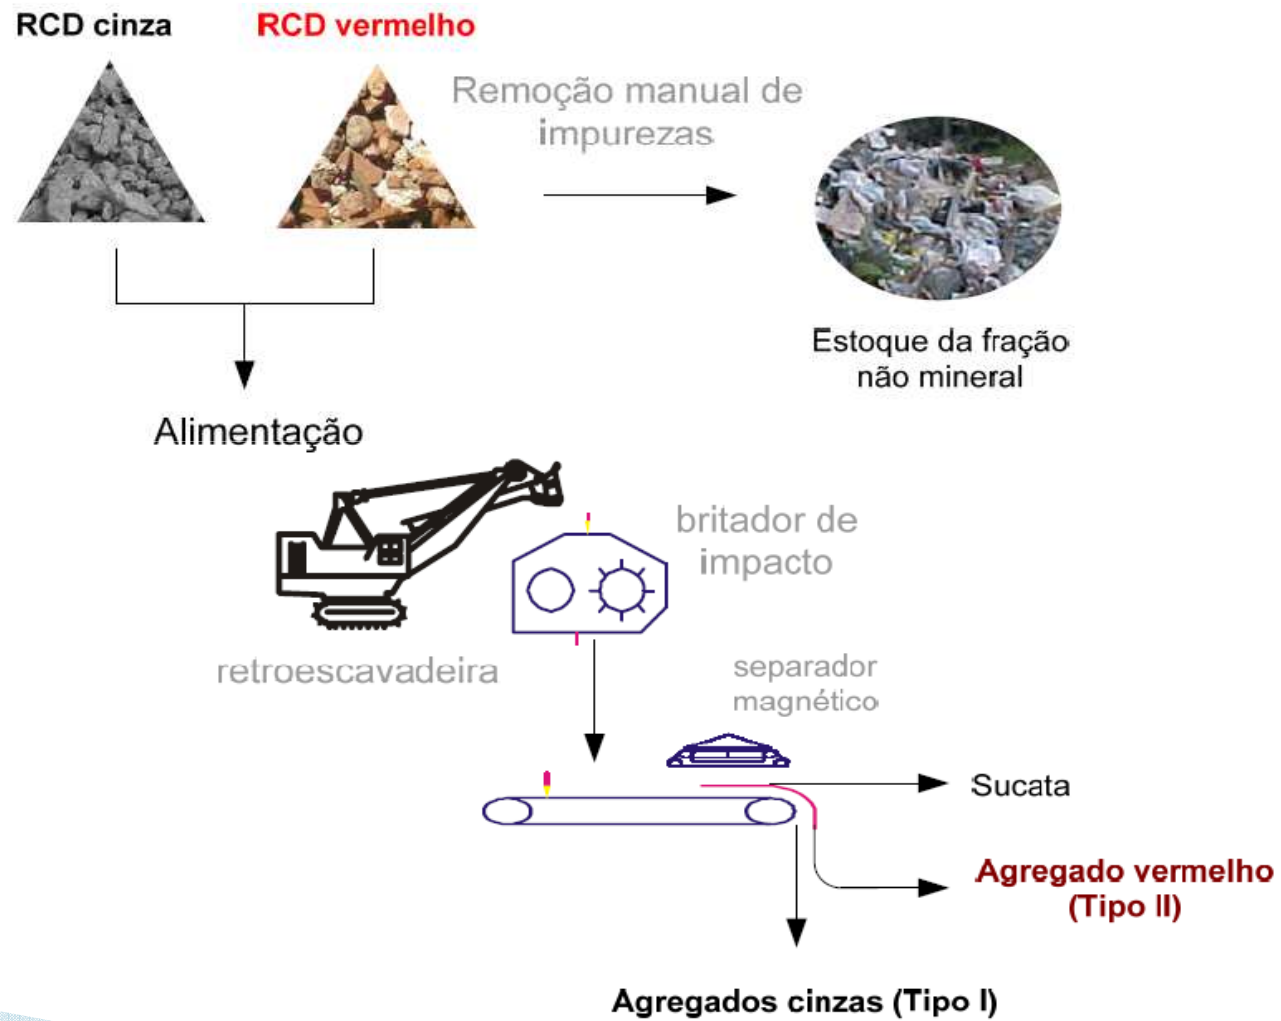 RCD cinza
RCD vermelho
Remoção manual de
impurezas
Estoque da fração
não mineral
Alimentação
britador de
impacto
retroescavadeira
separador
magnético
Sucata
Agregado vermelho
(Tipo II)
Agregados cinzas (Tipo I)